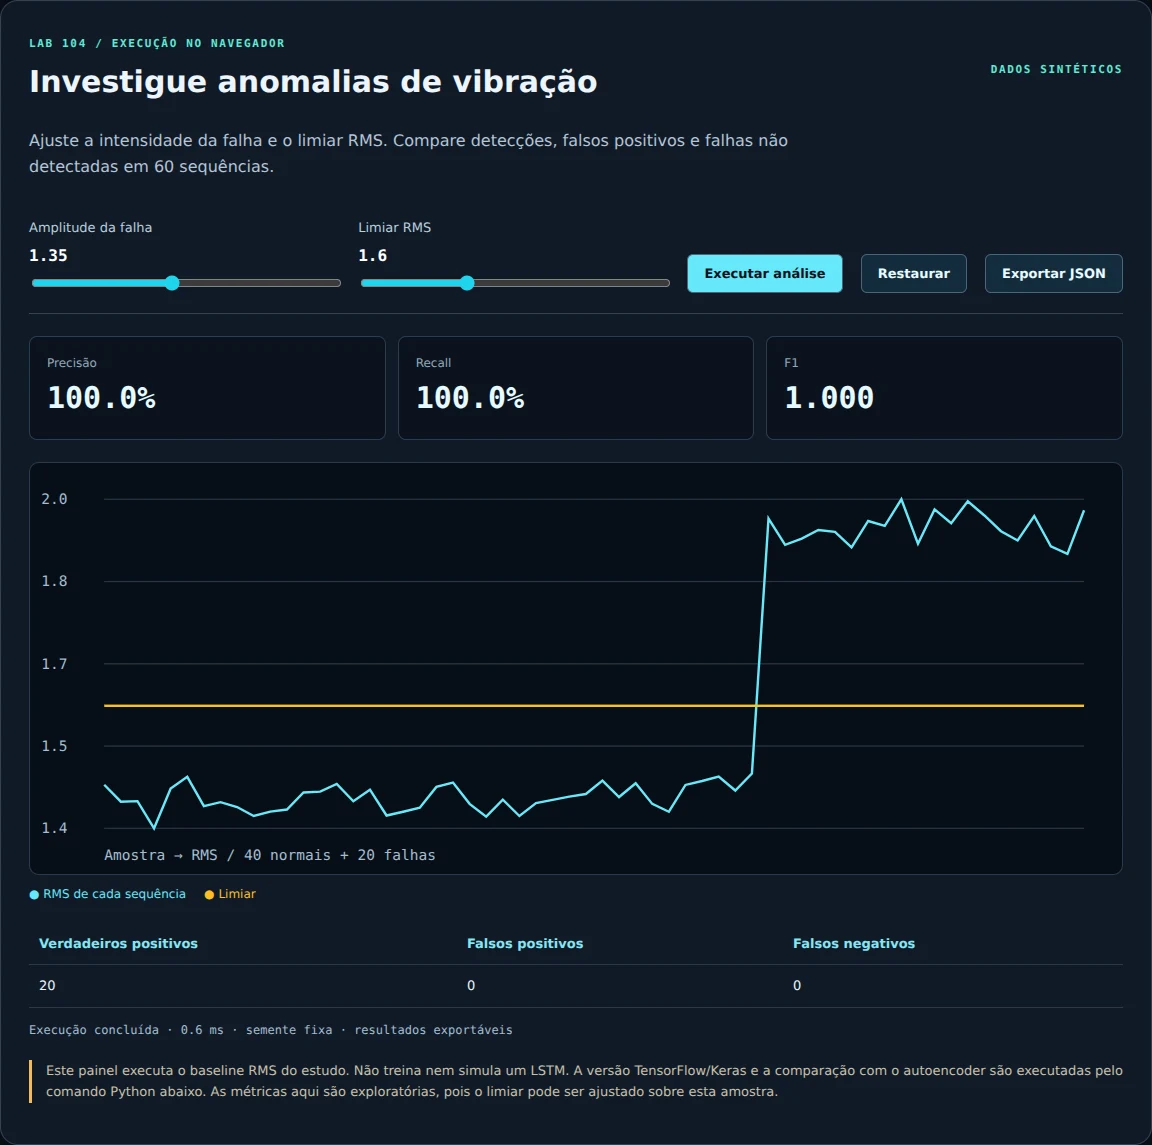 LAB 104 / EXECUÇÃO NO NAVEGADOR
Investigue anomalias de vibração
DADOS SINTÉTICOS
Ajuste a intensidade da falha e o limiar RMS. Compare detecções, falsos positivos e falhas não
detectadas em 60 sequências.
Amplitude da falha
1.35
Limiar RMS
1.6
Executar análise
Restaurar
Exportar JSON
Precisão
100.0%
Recall
100.0%
F1
1.000
2.0
1.8
1.7
1.5
1.4
Amostra → RMS / 40 normais + 20 falhas
RMS de cada sequência
Limiar
Verdadeiros positivos
Falsos positivos
Falsos negativos
20
0
0
Execução concluída · 0.6 ms · semente fixa · resultados exportáveis
Este painel executa o baseline RMS do estudo. Não treina nem simula um LSTM. A versão TensorFlow/Keras e a comparação com o autoencoder são executadas pelo
comando Python abaixo. As métricas aqui são exploratórias, pois o limiar pode ser ajustado sobre esta amostra.